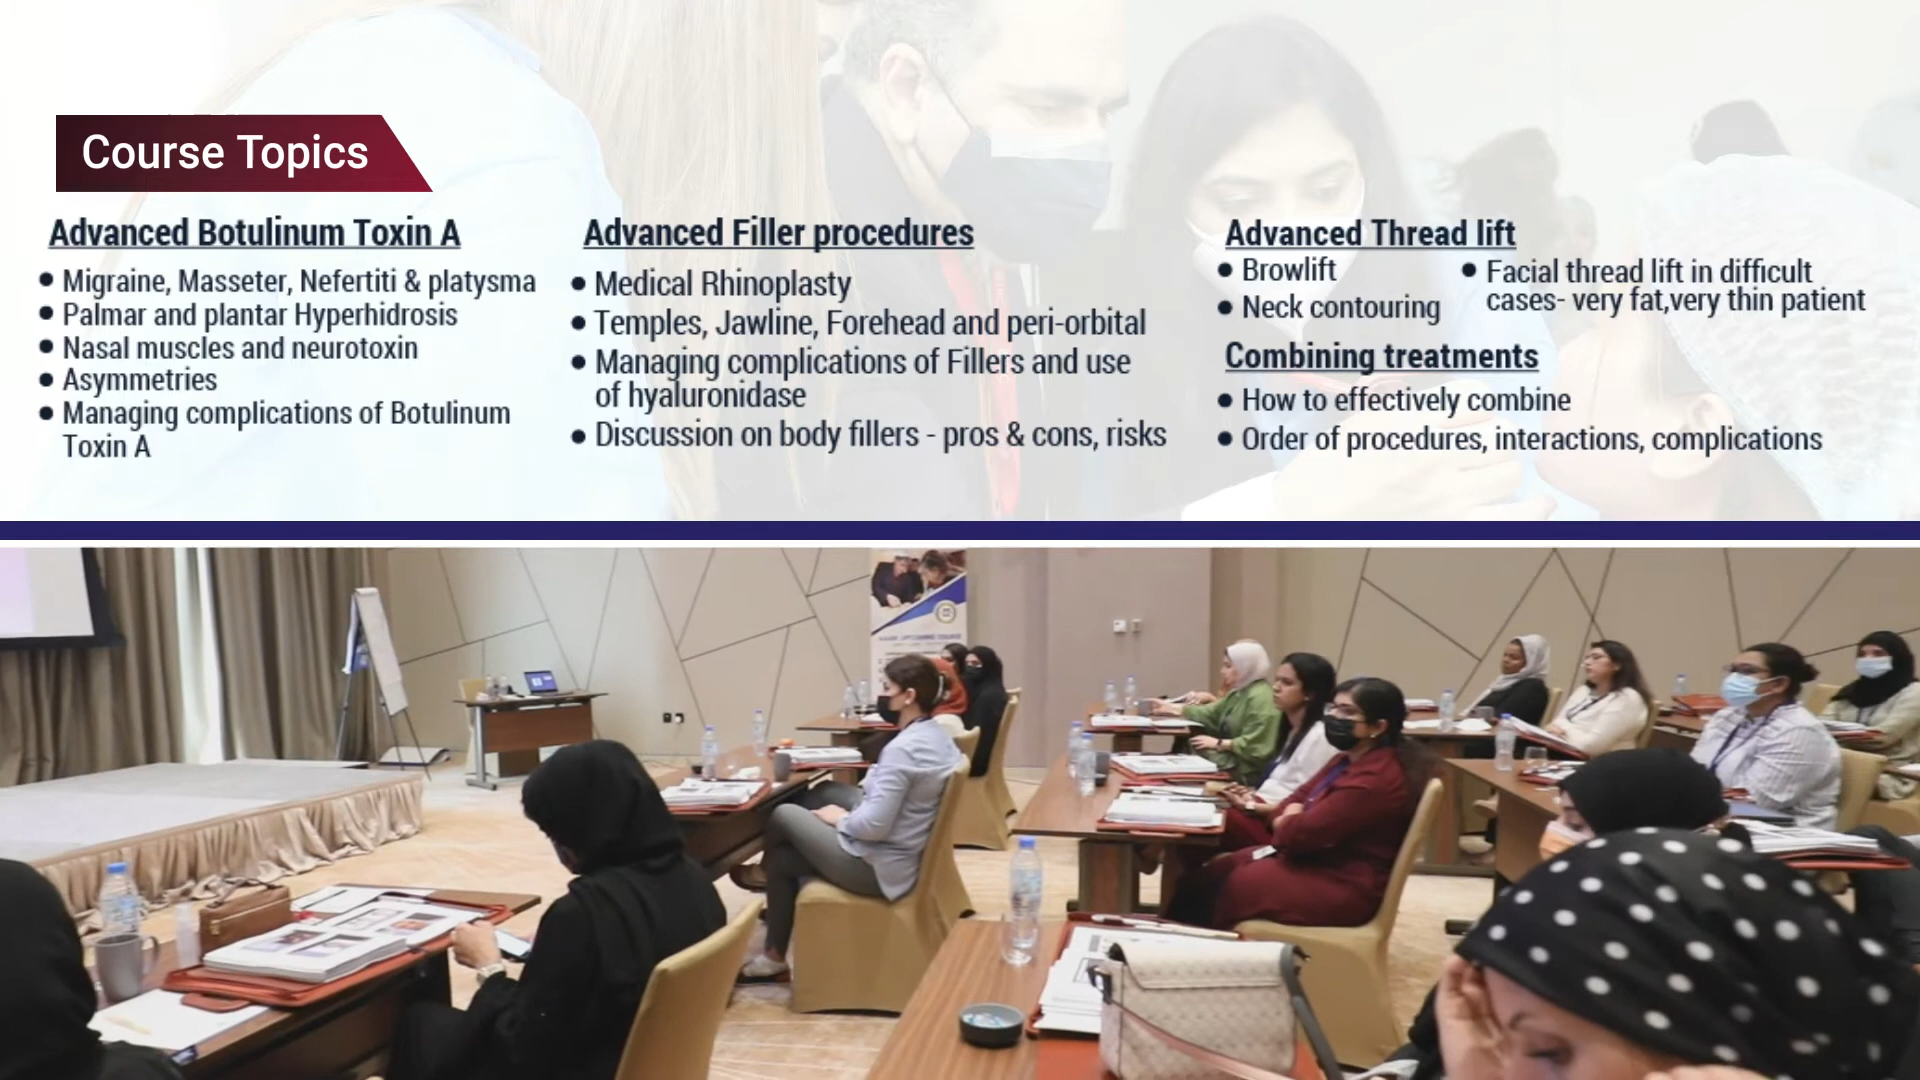 Course Topics
Advanced Botulinum Toxin A
• Migraine, Masseter, Nefertiti & platysma
• Palmar and plantar Hyperhidrosis
• Nasal muscles and neurotoxin
• Asymmetries
• Managing complications of Botulinum
Toxin A
Advanced Filler procedures
• Medical Rhinoplasty
• Temples, Jawline, Forehead and peri-orbital
• Managing complications of Fillers and use
of hyaluronidase
• Discussion on body fillers - pros & cons, risks
Advanced Thread lift
• Browlift
• Neck contouring
• Facial thread lift in difficult
cases- very fat,very thin patient
Combining treatments
• How to effectively combine
• Order of procedures, interactions, complications